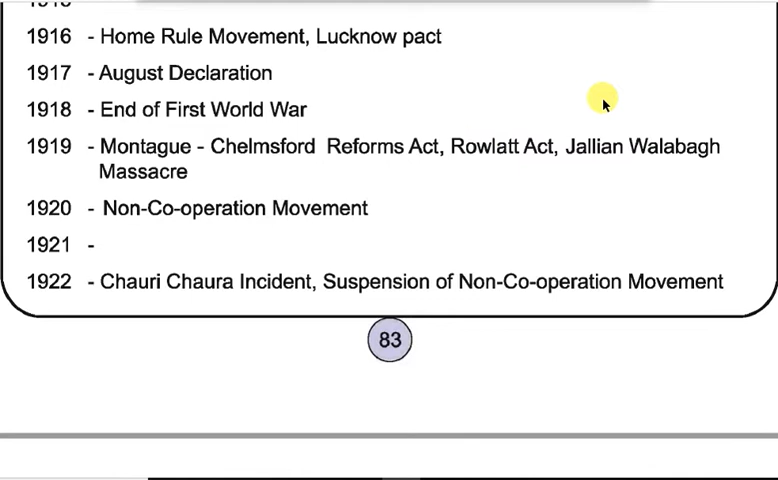 1916 - Home Rule Movement, Lucknow pact
1917 - August Declaration
1918 - End of First World War
1919 - Montague - Chelmsford Reforms Act, Rowlatt Act, Jallian Walabagh
Massacre
1920 - Non-Co-operation Movement
1921 -
1922 - Chauri Chaura Incident, Suspension of Non-Co-operation Movement
83